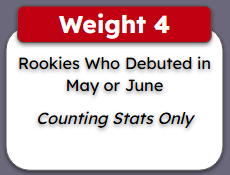 Weight 4
Rookies Who Debuted in
May or June
Counting Stats Only